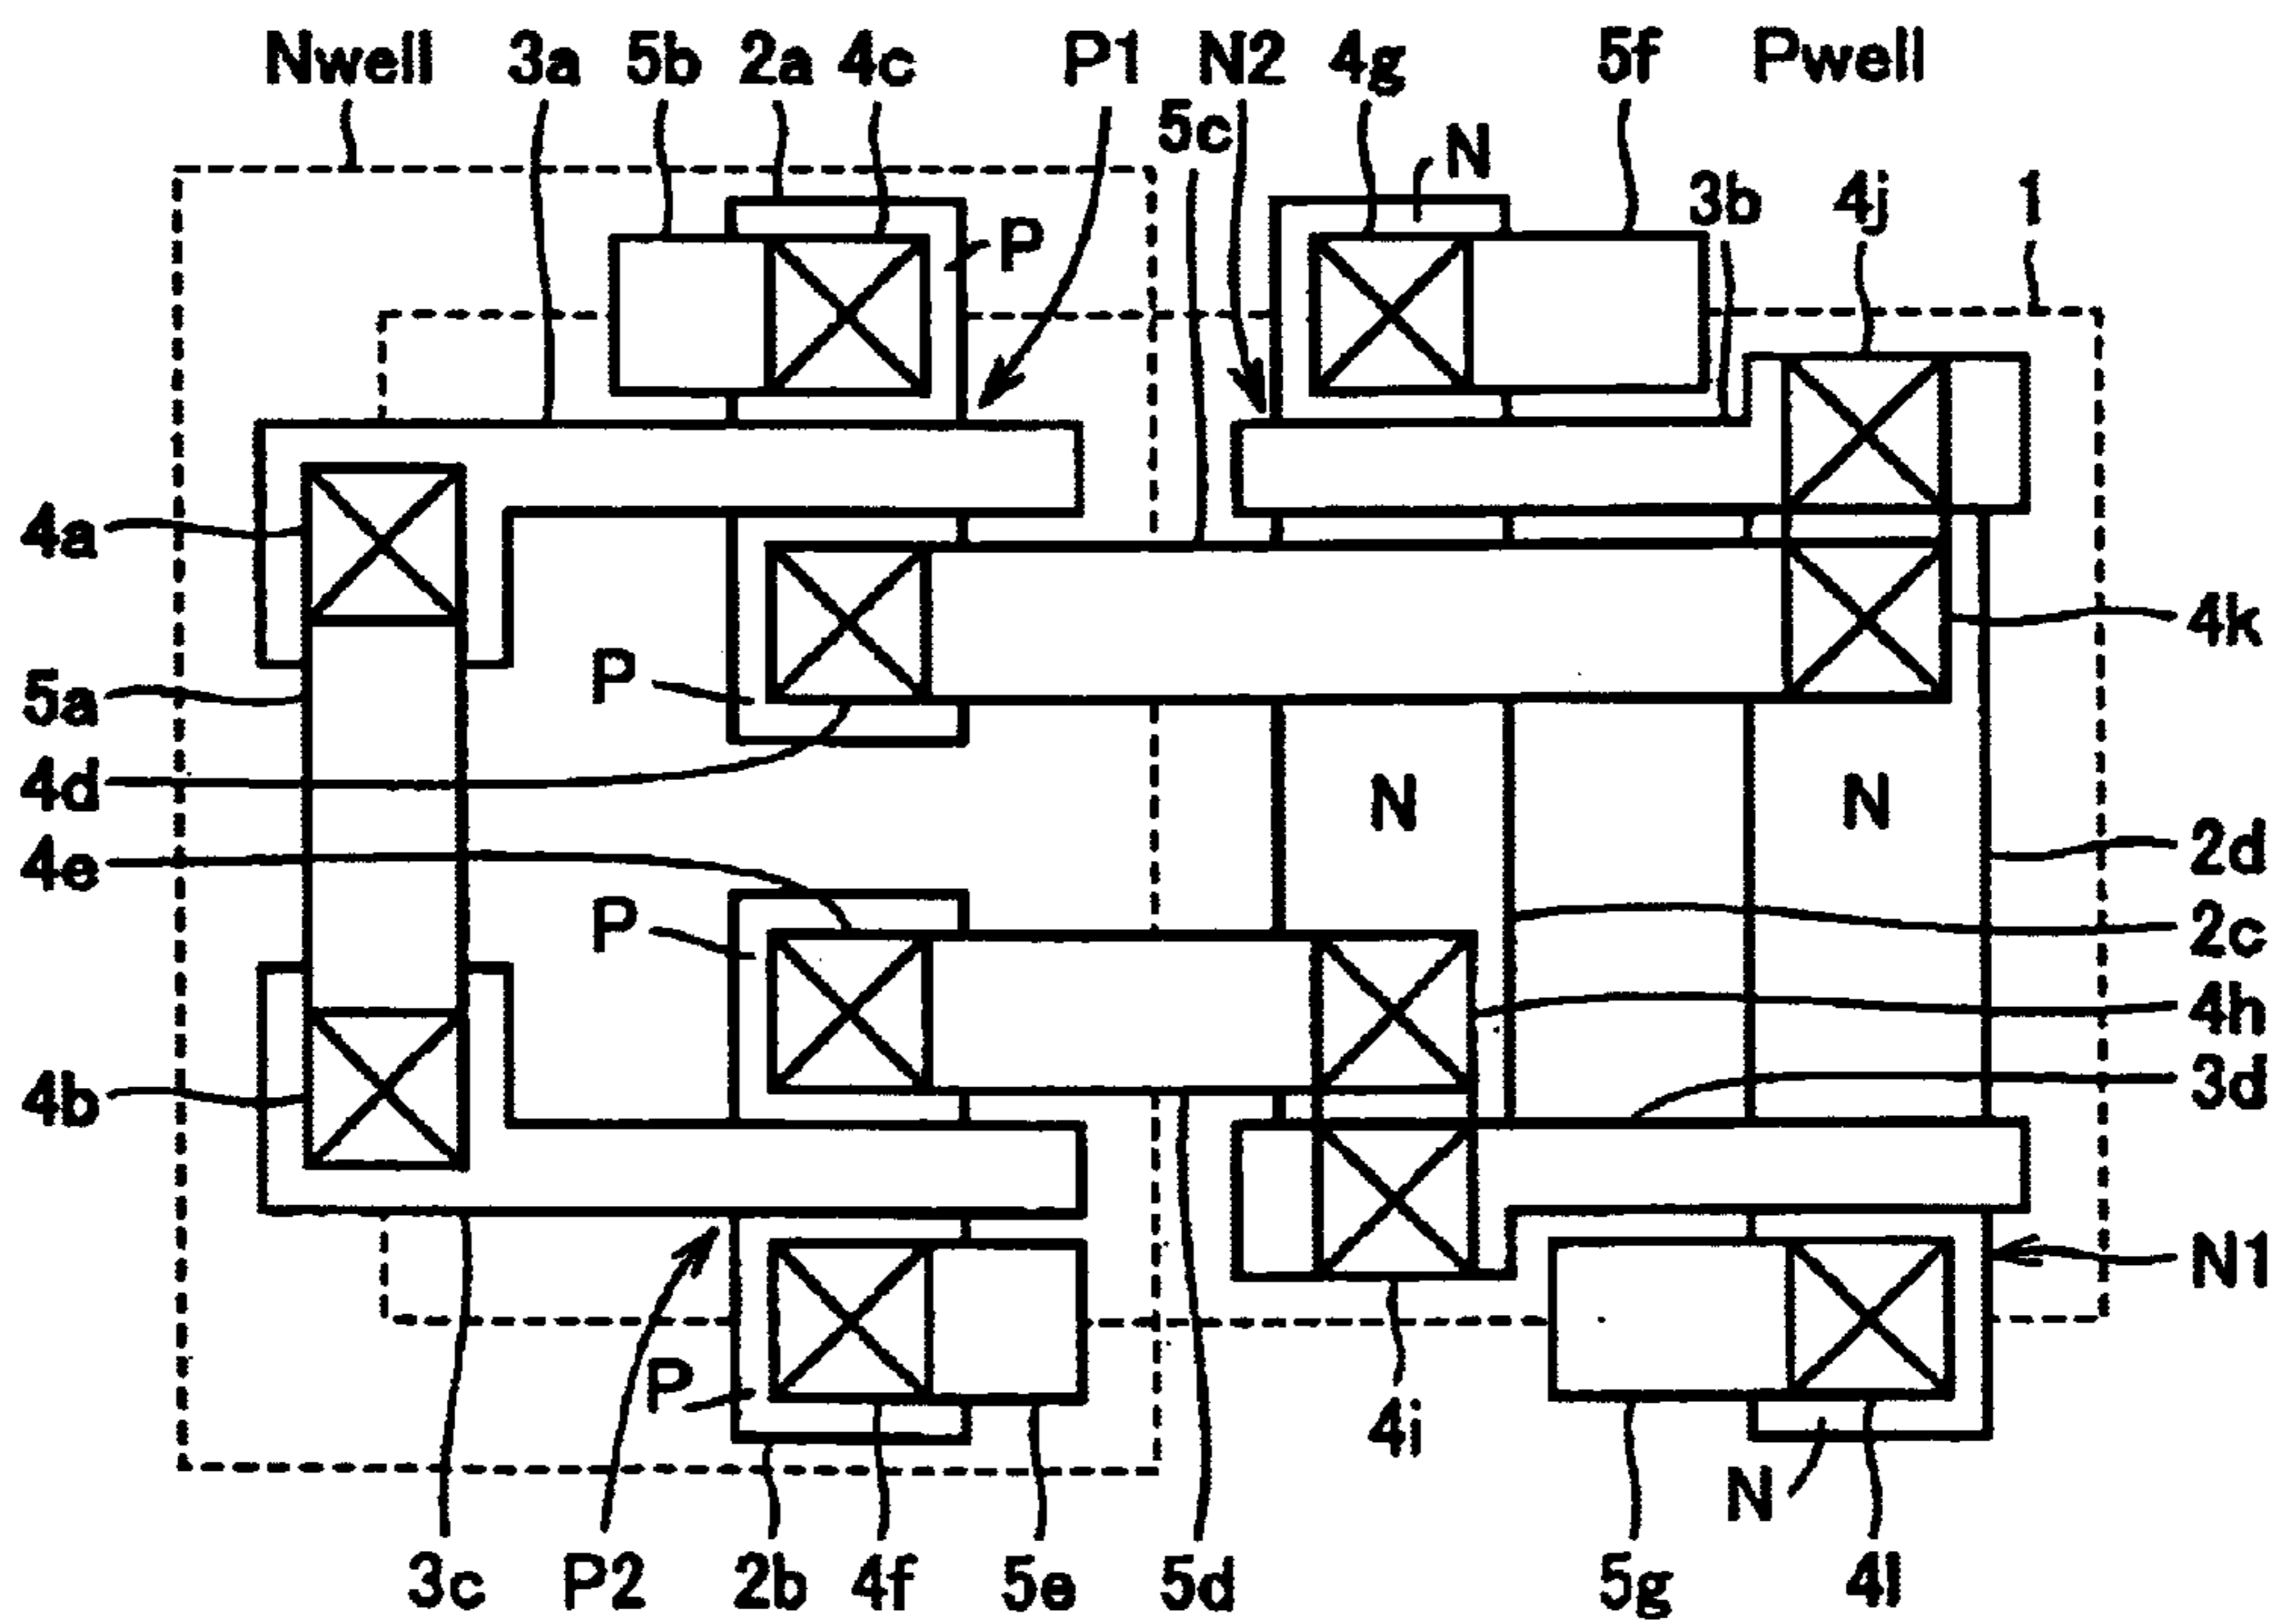 Nwell 3a 5b 2a 4c P1 N2 4g 5f Pwell
5c N 3b 4j 1
P
4a
P 4k
5a
4d N N
4e 2d
P 2c
4h
4b 3d
N1
P
4i
N
3c P2 2b 4f 5e 5d 5g 4l